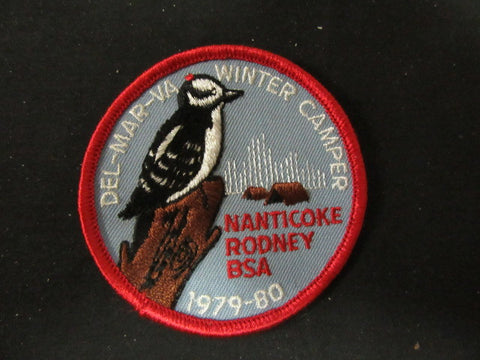 DEL-MAR-VA WINTER CAMPER
NANTICOKE
RODNEY
BSA
1979-80